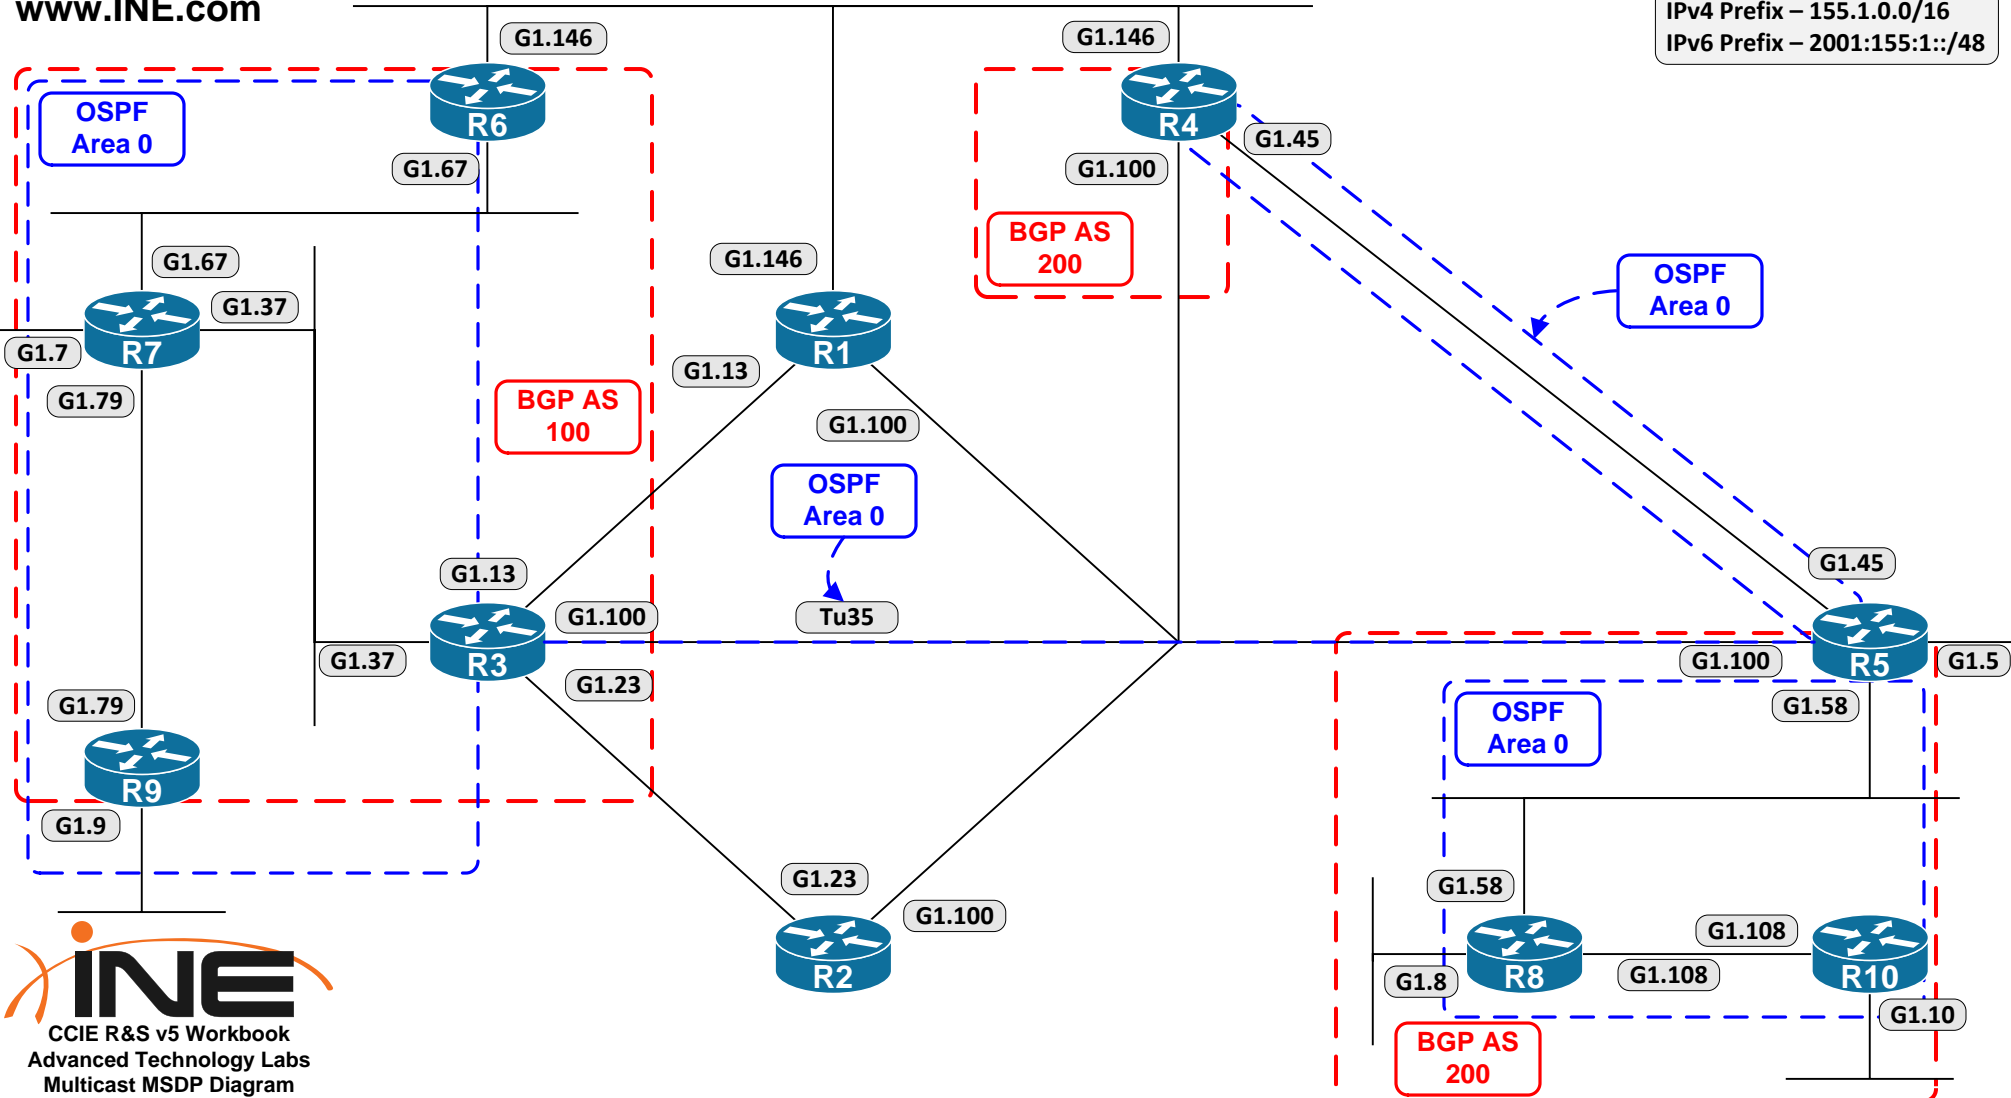 www.INE.com
IPv4 Prefix – 155.1.0.0/16
IPv6 Prefix – 2001:155:1::/48
G1.146
G1.146
OSPF
Area 0
R6
R4
G1.45
G1.67
G1.100
BGP AS
200
G1.67
G1.146
OSPF
Area 0
G1.37
R7
G1.7
R1
G1.13
G1.79
BGP AS
100
G1.100
OSPF
Area 0
G1.13
G1.45
G1.100
Tu35
G1.37
R3
G1.100
R5
G1.5
G1.23
G1.79
G1.58
OSPF
Area 0
R9
G1.9
G1.23
G1.58
G1.100
G1.108
R2
G1.8
R8
G1.108
R10
G1.10
INE
CCIE R&S v5 Workbook
Advanced Technology Labs
Multicast MSDP Diagram
BGP AS
200